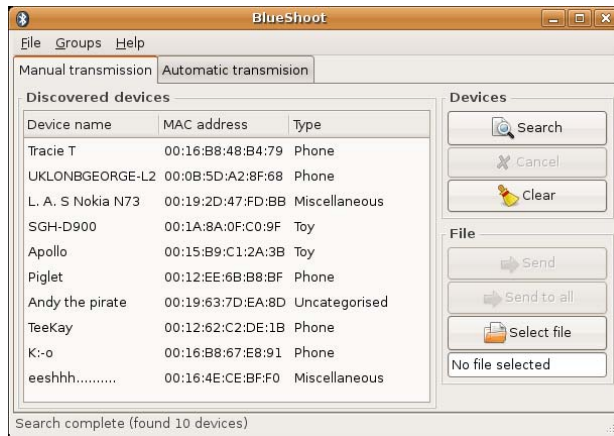 BlueShoot
File Groups Help
Manual transmission Automatic transmision
Discovered devices
Device name MAC address Type
Tracie T 00:16:B8:48:B4:79 Phone
UKLONBGEORGE-L2 00:0B:5D:A2:8F:68 Phone
L. A. S Nokia N73 00:19:2D:47:FD:BB Miscellaneous
SGH-D900 00:1A:8A:0F:C0:9F Toy
Apollo 00:15:B9:C1:2A:3B Toy
Piglet 00:12:EE:6B:B8:BF Phone
Andy the pirate 00:19:63:7D:EA:8D Uncategorised
TeeKay 00:12:62:C2:DE:1B Phone
K:-o 00:16:B8:67:E8:91 Phone
eeshhh.......... 00:16:4E:CE:BF:F0 Miscellaneous
Devices
Search
Cancel
Clear
File
Send
Send to all
Select file
No file selected
Search complete (found 10 devices)